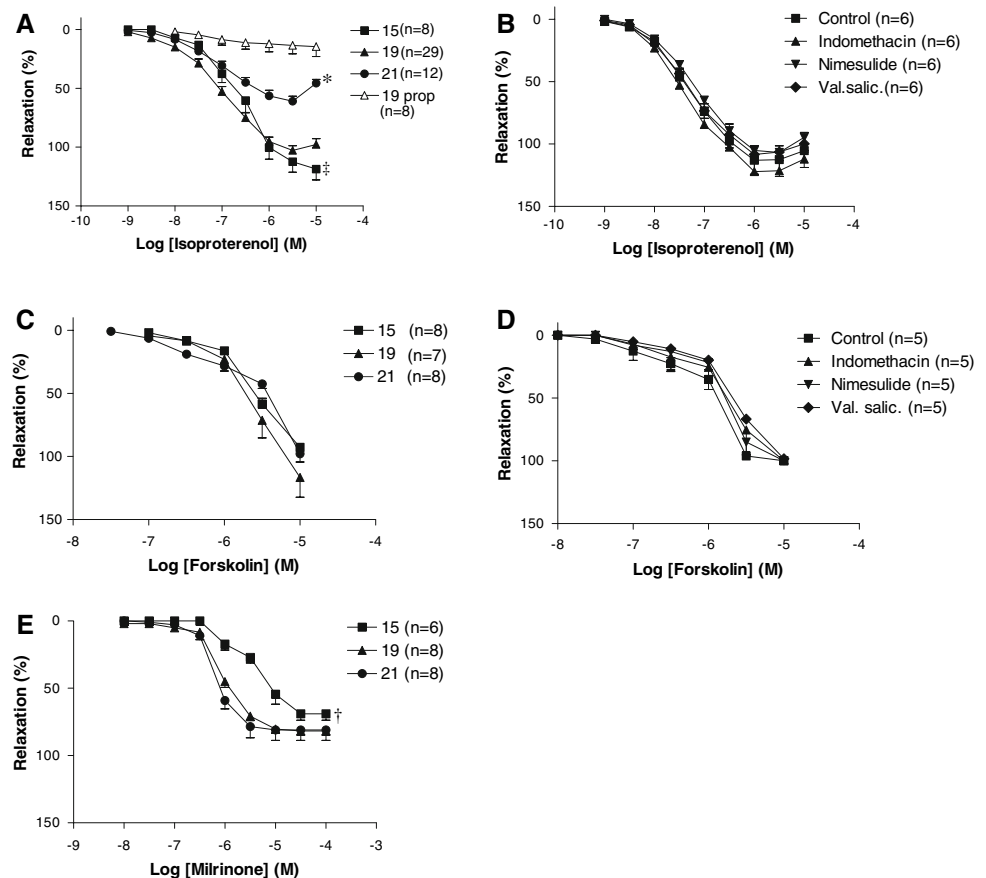 A
Relaxation (%)
0
50
100
150
-10 -9 -8 -7 -6 -5 -4
Log [Isoproterenol] (M)
15 (n=8)
19 (n=29)
21 (n=12)
19 prop
(n=8)
*
‡
B
Relaxation (%)
0
50
100
150
-10 -9 -8 -7 -6 -5 -4
Log [Isoproterenol] (M)
Control (n=6)
Indomethacin (n=6)
Nimesulide (n=6)
Val.salic.(n=6)
C
Relaxation (%)
0
50
100
150
-8 -7 -6 -5 -4
Log [Forskolin] (M)
15 (n=8)
19 (n=7)
21 (n=8)
D
Relaxation (%)
0
50
100
150
-8 -7 -6 -5 -4
Log [Forskolin] (M)
Control (n=5)
Indomethacin (n=5)
Nimesulide (n=5)
Val. salic. (n=5)
E
Relaxation (%)
0
50
100
150
-9 -8 -7 -6 -5 -4 -3
Log [Milrinone] (M)
15 (n=6)
19 (n=8)
21 (n=8)
†